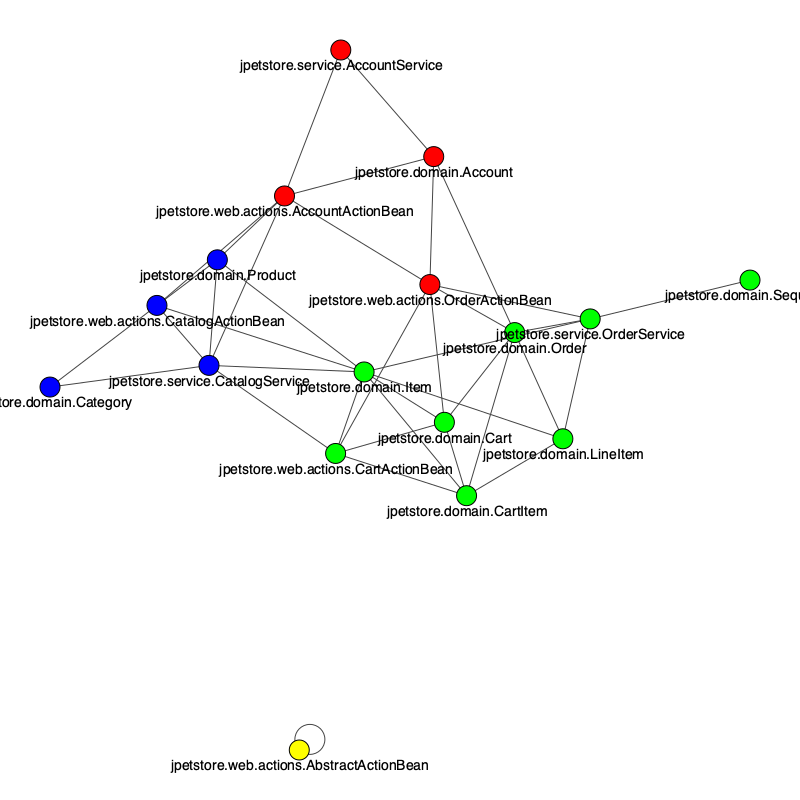 jpetstore.service.AccountService
jpetstore.domain.Account
jpetstore.web.actions.AccountActionBean
jpetstore.domain.Product
jpetstore.domain.Sequ
jpetstore.web.actions.OrderActionBean
jpetstore.web.actions.CatalogActionBean
jpetstore.service.OrderService
jpetstore.domain.Order
jpetstore.service.CatalogService
jpetstore.domain.Item
tore.domain.Category
jpetstore.domain.Cart
jpetstore.domain.LineItem
jpetstore.web.actions.CartActionBean
jpetstore.domain.CartItem
jpetstore.web.actions.AbstractActionBean